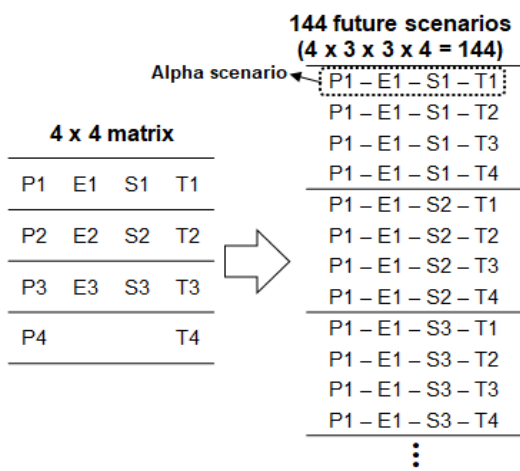 144 future scenarios
(4 x 3 x 3 x 4 = 144)
Alpha scenario
P1 – E1 – S1 – T1
P1 – E1 – S1 – T2
P1 – E1 – S1 – T3
P1 – E1 – S1 – T4
P1 – E1 – S2 – T1
P1 – E1 – S2 – T2
P1 – E1 – S2 – T3
P1 – E1 – S2 – T4
P1 – E1 – S3 – T1
P1 – E1 – S3 – T2
P1 – E1 – S3 – T3
P1 – E1 – S3 – T4
4 x 4 matrix
P1 E1 S1 T1
P2 E2 S2 T2
P3 E3 S3 T3
P4 T4